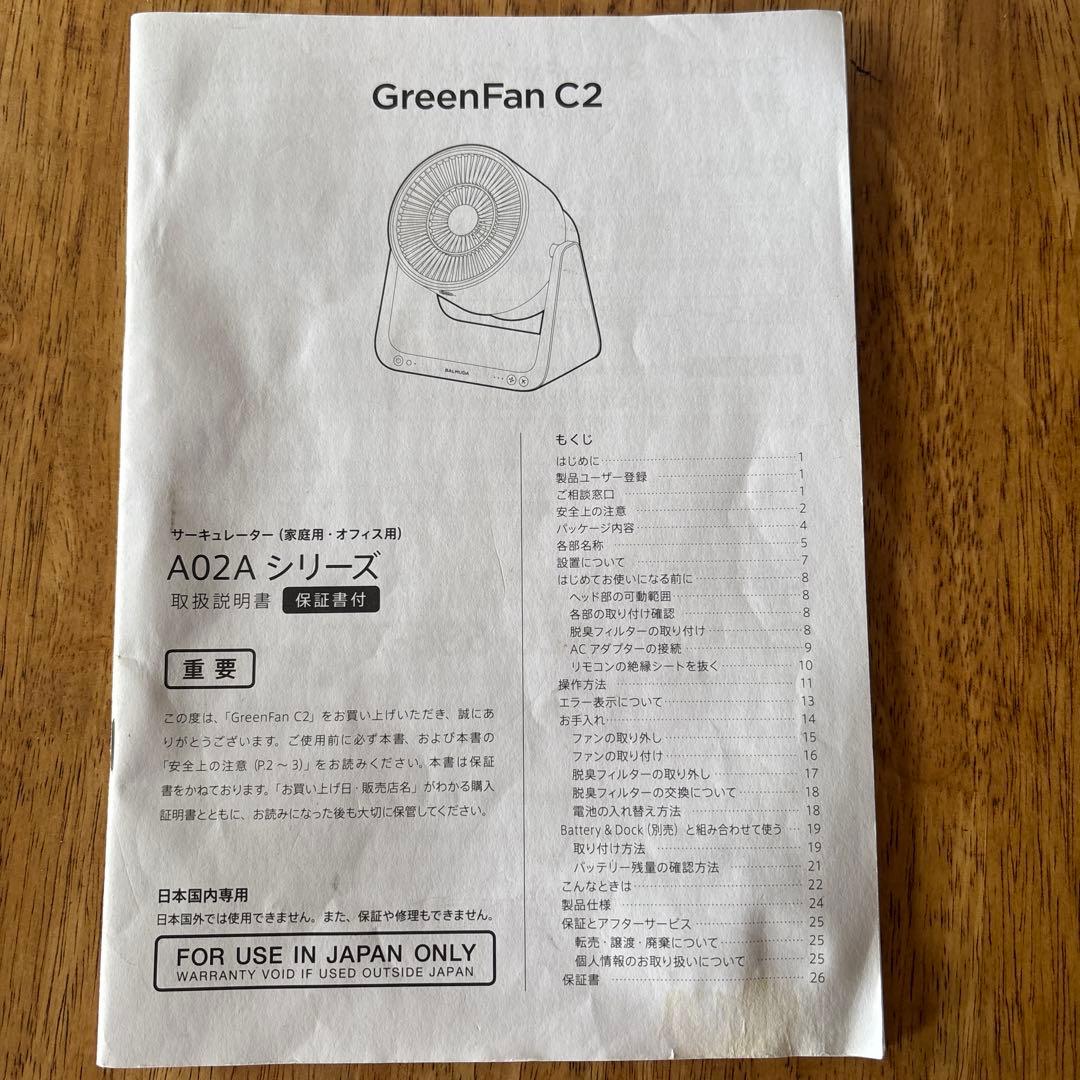 GreenFan C2
BALMUDA
サーキュレーター（家庭用・オフィス用）
A02A シリーズ
取扱説明書 保証書付
重要
この度は、「GreenFan C2」をお買い上げいただき、誠にあ
りがとうございます。ご使用前に必ず本書、および本書の
「安全上の注意（P.2 ～ 3)」をお読みください。本書は保証
書をかねております。「お買い上げ日・販売店名」がわかる購入
証明書とともに、お読みになった後も大切に保管してください。
日本国内専用
日本国外では使用できません。また、保証や修理もできません。
FOR USE IN JAPAN ONLY
WARRANTY VOID IF USED OUTSIDE JAPAN
もくじ
はじめに 1
製品ユーザー登録 1
ご相談窓口 1
安全上の注意 2
パッケージ内容 4
各部名称 5
設置について 7
はじめてお使いになる前に 8
ヘッド部の可動範囲 8
各部の取り付け確認 8
脱臭フィルターの取り付け 8
AC アダプターの接続 9
リモコンの絶縁シートを抜く 10
操作方法 11
エラー表示について 13
お手入れ 14
ファンの取り外し 15
ファンの取り付け 16
脱臭フィルターの取り外し 17
脱臭フィルターの交換について 18
電池の入れ替え方法 18
Battery & Dock（別売）と組み合わせて使う 19
取り付け方法 19
バッテリー残量の確認方法 21
こんなときは 22
製品仕様 24
保証とアフターサービス 25
転売・譲渡・廃棄について 25
個人情報のお取り扱いについて 25
保証書 26